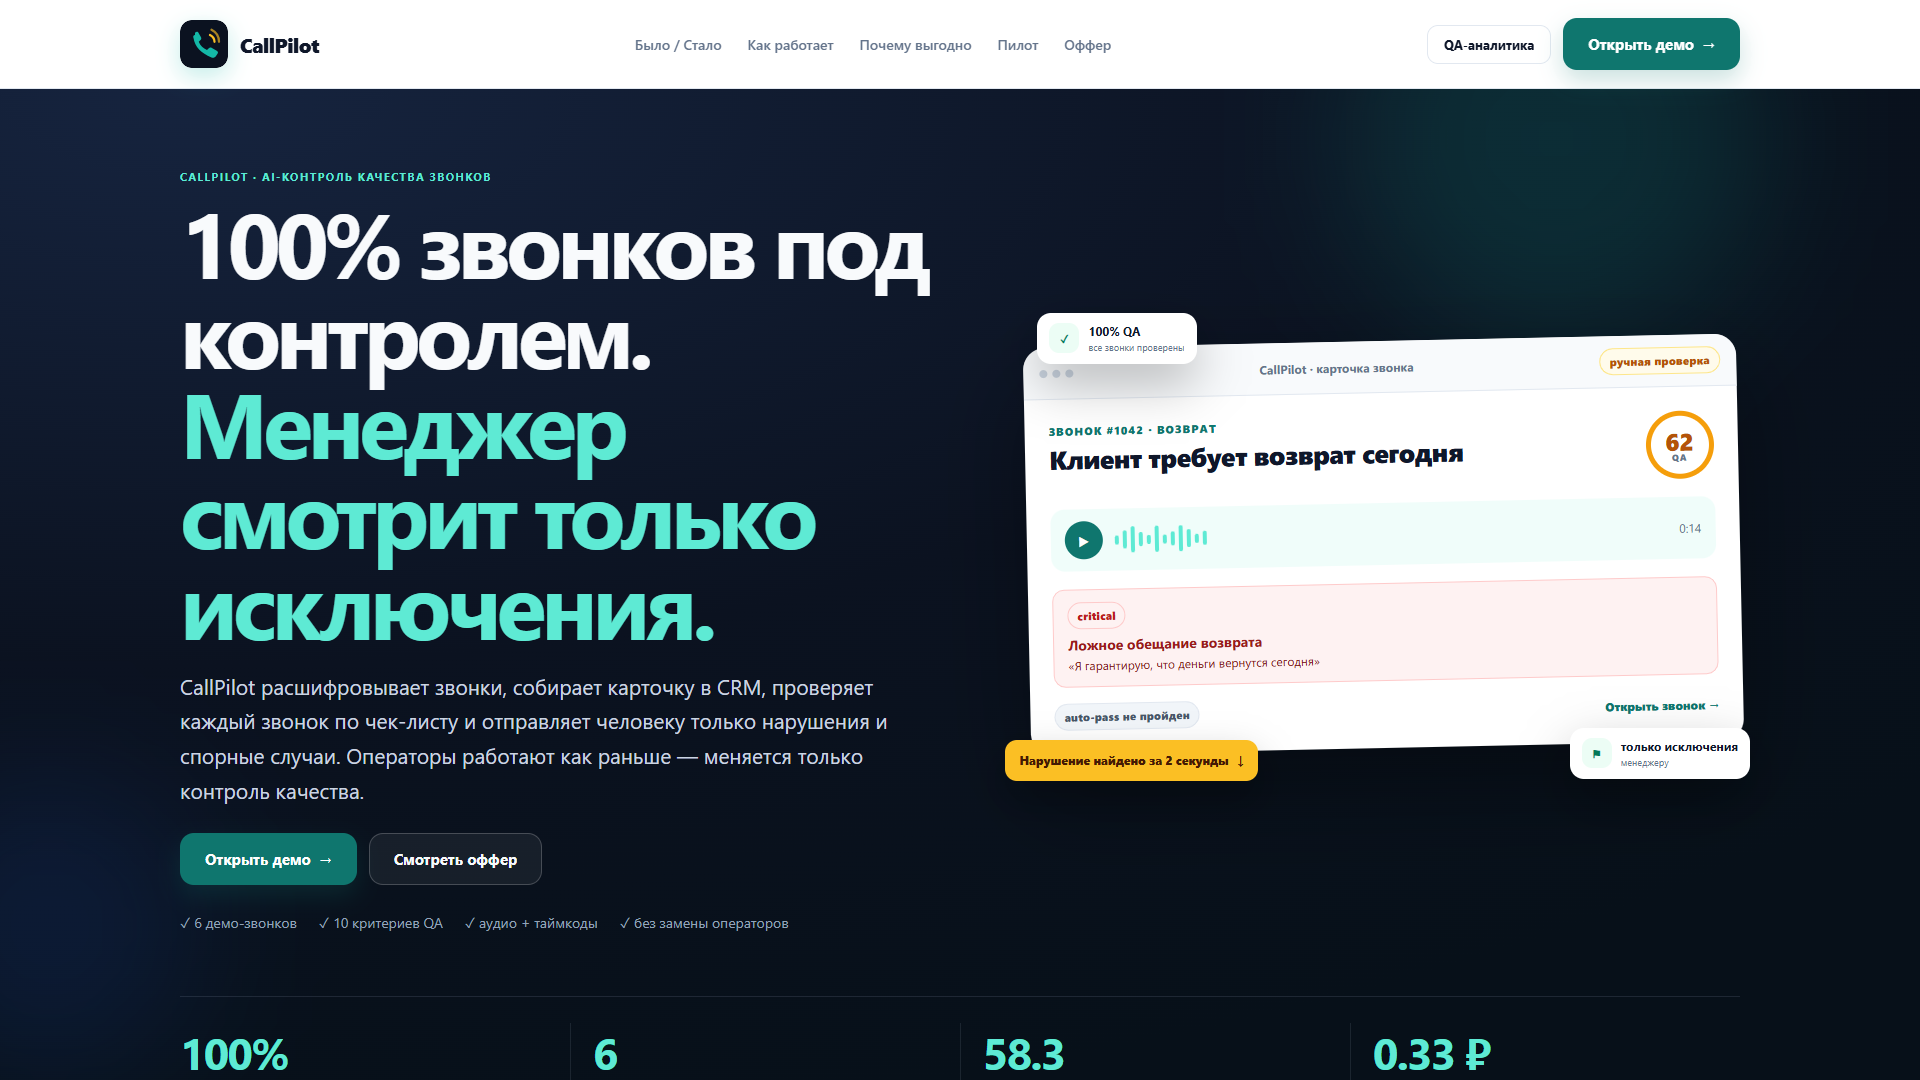 CallPilot
Было / Стало
Как работает
Почему выгодно
Пилот
Оффер
QA-аналитика
Открыть демо →
CALLPILOT · AI-КОНТРОЛЬ КАЧЕСТВА ЗВОНКОВ
100% звонков под
контролем.
Менеджер
смотрит только
исключения.
CallPilot расшифровывает звонки, собирает карточку в CRM, проверяет
каждый звонок по чек-листу и отправляет человеку только нарушения и
спорные случаи. Операторы работают как раньше — меняется только
контроль качества.
Открыть демо →
Смотреть оффер
✓ 6 демо-звонков
✓ 10 критериев QA
✓ аудио + таймкоды
✓ без замены операторов
✓
100% QA
все звонки проверены
CallPilot · карточка звонка
ручная проверка
ЗВОНОК #1042 · ВОЗВРАТ
Клиент требует возврат сегодня
62
QA
0:14
critical
Ложное обещание возврата
«Я гарантирую, что деньги вернутся сегодня»
auto-pass не пройден
Открыть звонок →
Нарушение найдено за 2 секунды ↓
только исключения
менеджеру
100%
6
58.3
0.33 ₽